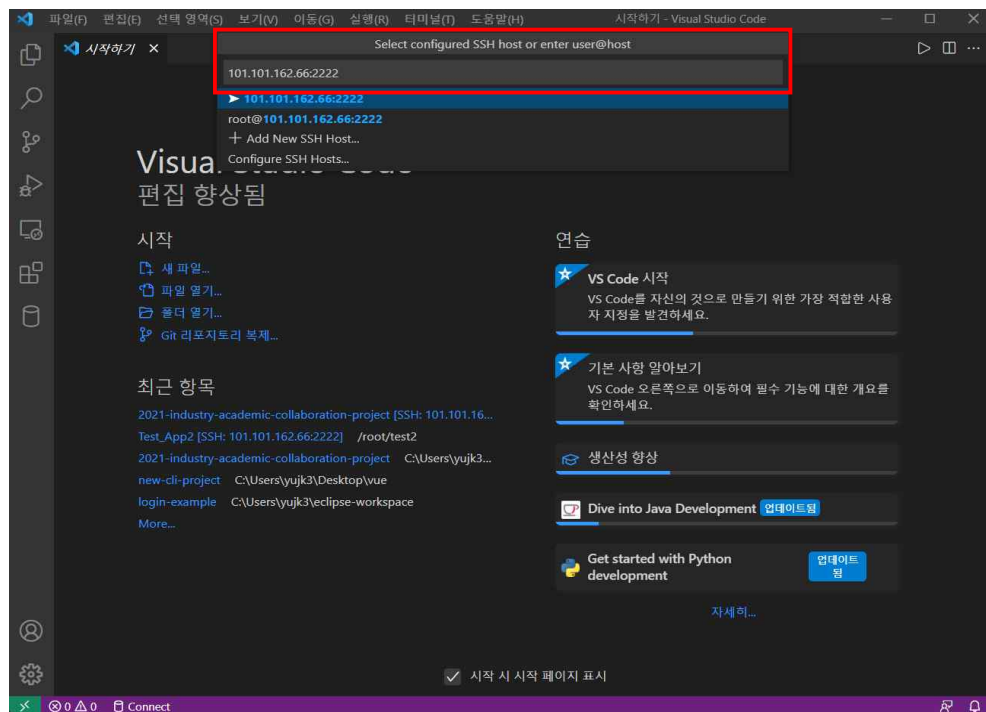 파일(F) 편집(E) 선택 영역(S) 보기(V) 이동(G) 실행(R) 터미널(T) 도움말(H) 시작하기 - Visual Studio Code
시작하기
Select configured SSH host or enter user@host
101.101.162.66:2222
101.101.162.66:2222
root@101.101.162.66:2222
Add New SSH Host...
Configure SSH Hosts...
편집 향상됨
시작
새 파일...
파일 열기...
폴더 열기...
Git 리포지토리 복제...
최근 항목
2021-industry-academic-collaboration-project [SSH: 101.101.16...
Test_App2 [SSH: 101.101.162.66:2222] /root/test2
2021-industry-academic-collaboration-project C:\Users\yujk3...
new-cli-project C:\Users\yujk3\Desktop\vue
login-example C:\Users\yujk3\eclipse-workspace
More...
연습
VS Code 시작
VS Code를 자신의 것으로 만들기 위한 가장 적합한 사용
자 지정을 발견하세요.
기본 사항 알아보기
VS Code 오른쪽으로 이동하여 필수 기능에 대한 개요를
확인하세요.
생산성 향상
Dive into Java Development 업데이트됨
Get started with Python
development
업데이트
됨
자세히...
시작 시 시작 페이지 표시
0 0 Connect